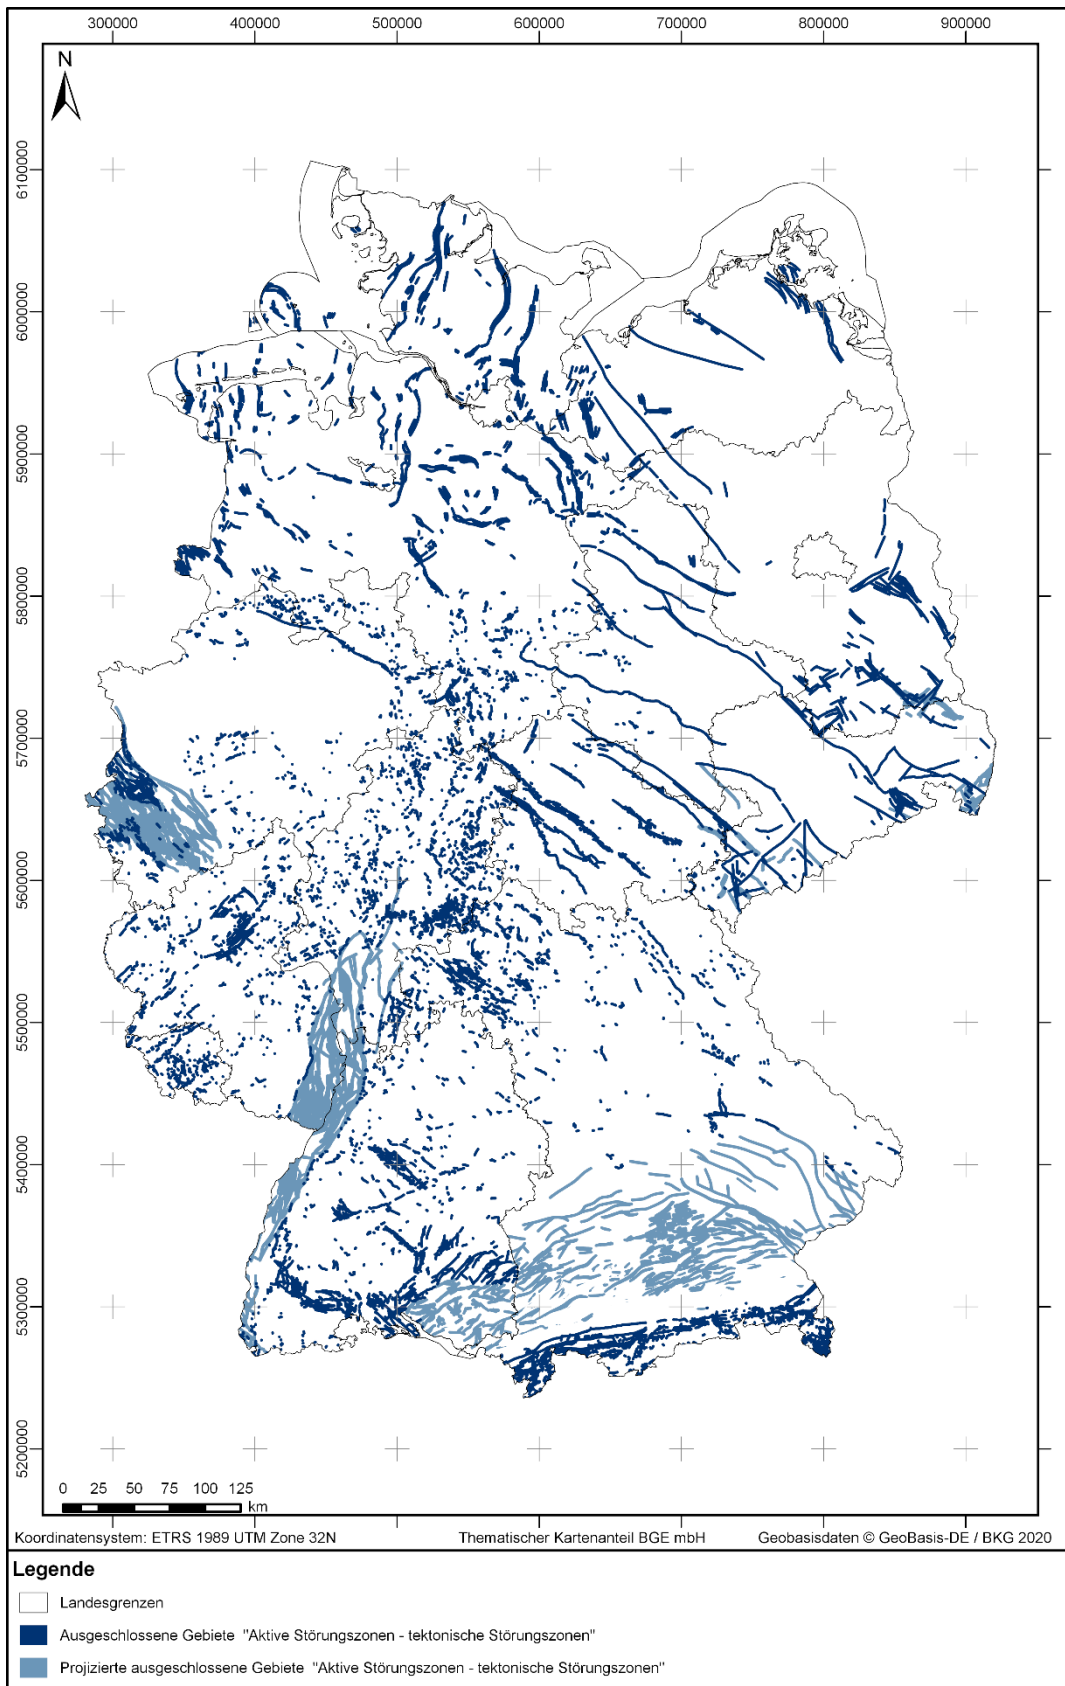 300000 400000 500000 600000 700000 800000 900000
N
6100000
6000000
5900000
5800000
5700000
5600000
5500000
5400000
5300000
5200000
0 25 50 75 100 125
km
Koordinatensystem: ETRS 1989 UTM Zone 32N Thematischer Kartenanteil BGE mbH Geobasisdaten © GeoBasis-DE / BKG 2020
Legende
Landesgrenzen
Ausgeschlossene Gebiete "Aktive Störungszonen - tektonische Störungszonen"
Projizierte ausgeschlossene Gebiete "Aktive Störungszonen - tektonische Störungszonen"